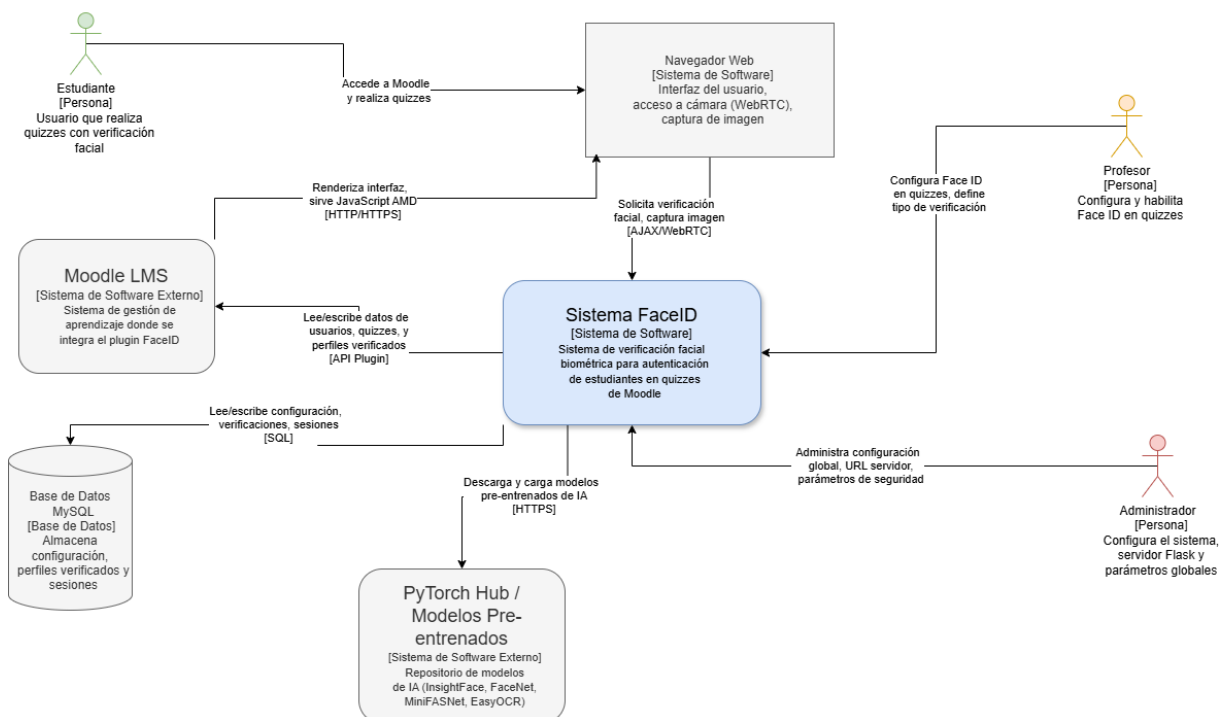 Estudiante
[Persona]
Usuario que realiza
quizzes con verificación
facial
Accede a Moodle
y realiza quizzes
Navegador Web
[Sistema de Software]
Interfaz del usuario,
acceso a cámara (WebRTC),
captura de imagen
Profesor
[Persona]
Configura y habilita
Face ID en quizzes
Configura Face ID
en quizzes, define
tipo de verificación
Renderiza interfaz,
sirve JavaScript AMD
[HTTP/HTTPS]
Solicita verificación
facial, captura imagen
[AJAX/WebRTC]
Moodle LMS
[Sistema de Software Externo]
Sistema de gestión de
aprendizaje donde se
integra el plugin FaceID
Lee/escribe datos de
usuarios, quizzes, y
perfiles verificados
[API Plugin]
Sistema FaceID
[Sistema de Software]
Sistema de verificación facial
biométrica para autenticación
de estudiantes en quizzes
de Moodle
Lee/escribe configuración,
verificaciones, sesiones
[SQL]
Administra configuración
global, URL servidor,
parámetros de seguridad
Administrador
[Persona]
Configura el sistema,
servidor Flask y
parámetros globales
Base de Datos
MySQL
[Base de Datos]
Almacena
configuración,
perfiles verificados y
sesiones
Descarga y carga modelos
pre-entrenados de IA
[HTTPS]
PyTorch Hub /
Modelos Pre-
entrenados
[Sistema de Software Externo]
Repositorio de modelos
de IA (InsightFace, FaceNet,
MiniFASNet, EasyOCR)